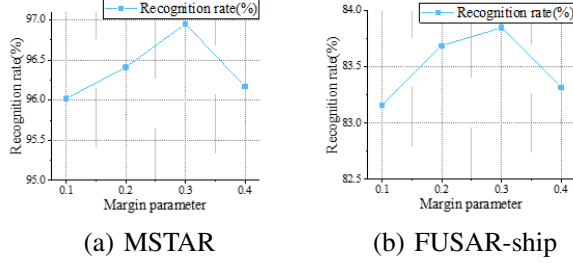 Recognition rate(%)
Recognition rate(%)
97.0
96.5
96.0
95.5
95.0
0.1 0.2 0.3 0.4
Margin parameter
(a) MSTAR
Recognition rate(%)
Recognition rate(%)
84.0
83.5
83.0
82.5
0.1 0.2 0.3 0.4
Margin parameter
(b) FUSAR-ship